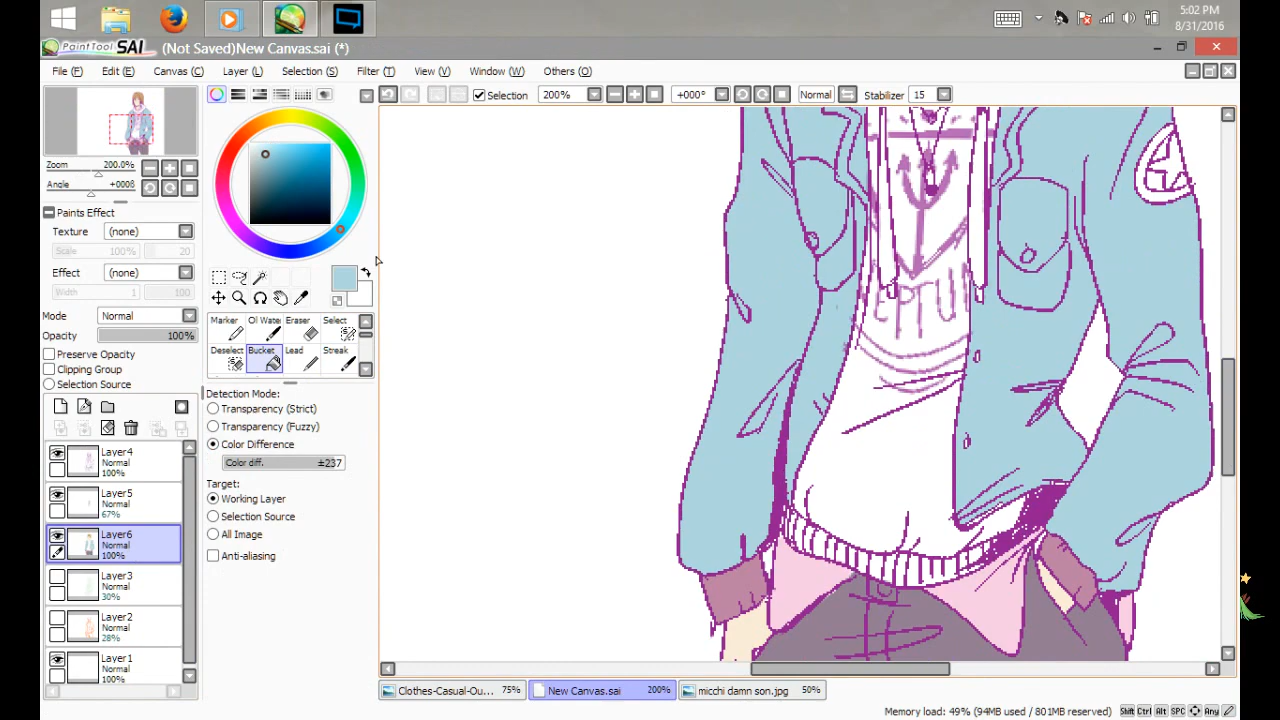 5:02 PM
8/31/2016
PaintTool SAI (Not Saved)New Canvas.sai (*)
File (F) Edit (E) Canvas (C) Layer (L) Selection (S) Filter (T) View (V) Window (W) Others (O)
Selection 200% +000° Normal Stabilizer 15
Zoom 200.0%
Angle +000θ
Paints Effect
Texture (none)
Scale 100% 20
Effect (none)
Width 1 100
Mode Normal
Opacity 100%
Preserve Opacity
Clipping Group
Selection Source
Marker Ol Wate Eraser Select
Deselect Bucket Lead Streak
Detection Mode:
Transparency (Strict)
Transparency (Fuzzy)
Color Difference
Color diff. ±237
Target:
Working Layer
Selection Source
All Image
Anti-aliasing
Layer4
Normal
100%
Layer5
Normal
67%
Layer6
Normal
100%
Layer3
Normal
30%
Layer2
Normal
28%
Layer1
Normal
100%
Clothes-Casual-Ou... 75% New Canvas.sai 200% micchi damn son.jpg 50%
Memory load: 49% (94MB used / 801MB reserved) Shift Ctrl Alt SPC Any